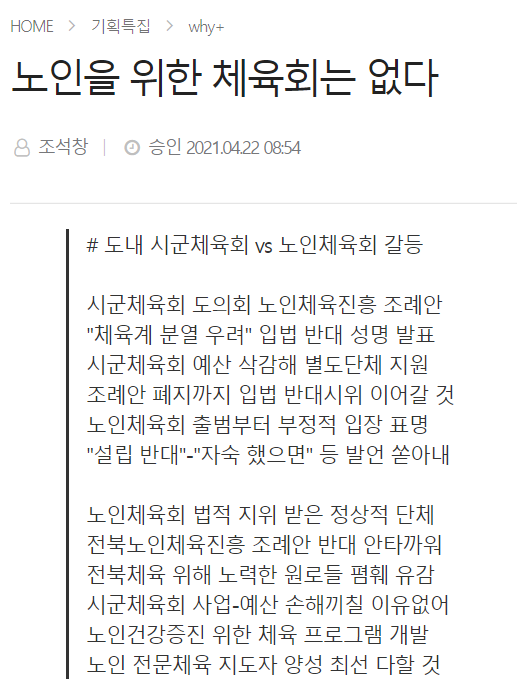 HOME > 기획특집 > why+
노인을 위한 체육회는 없다
조석창 | 승인 2021.04.22 08:54
# 도내 시군체육회 vs 노인체육회 갈등
시군체육회 도의회 노인체육진흥 조례안
"체육계 분열 우려" 입법 반대 성명 발표
시군체육회 예산 삭감해 별도단체 지원
조례안 폐지까지 입법 반대시위 이어갈 것
노인체육회 출범부터 부정적 입장 표명
"설립 반대"-"자숙 했으면" 등 발언 쏟아내
노인체육회 법적 지위 받은 정상적 단체
전북노인체육진흥 조례안 반대 안타까워
전북체육 위해 노력한 원로들 폄훼 유감
시군체육회 사업-예산 손해끼칠 이유없어
노인건강증진 위한 체육 프로그램 개발
노인 전문체육 지도자 양성 최선 다할 것